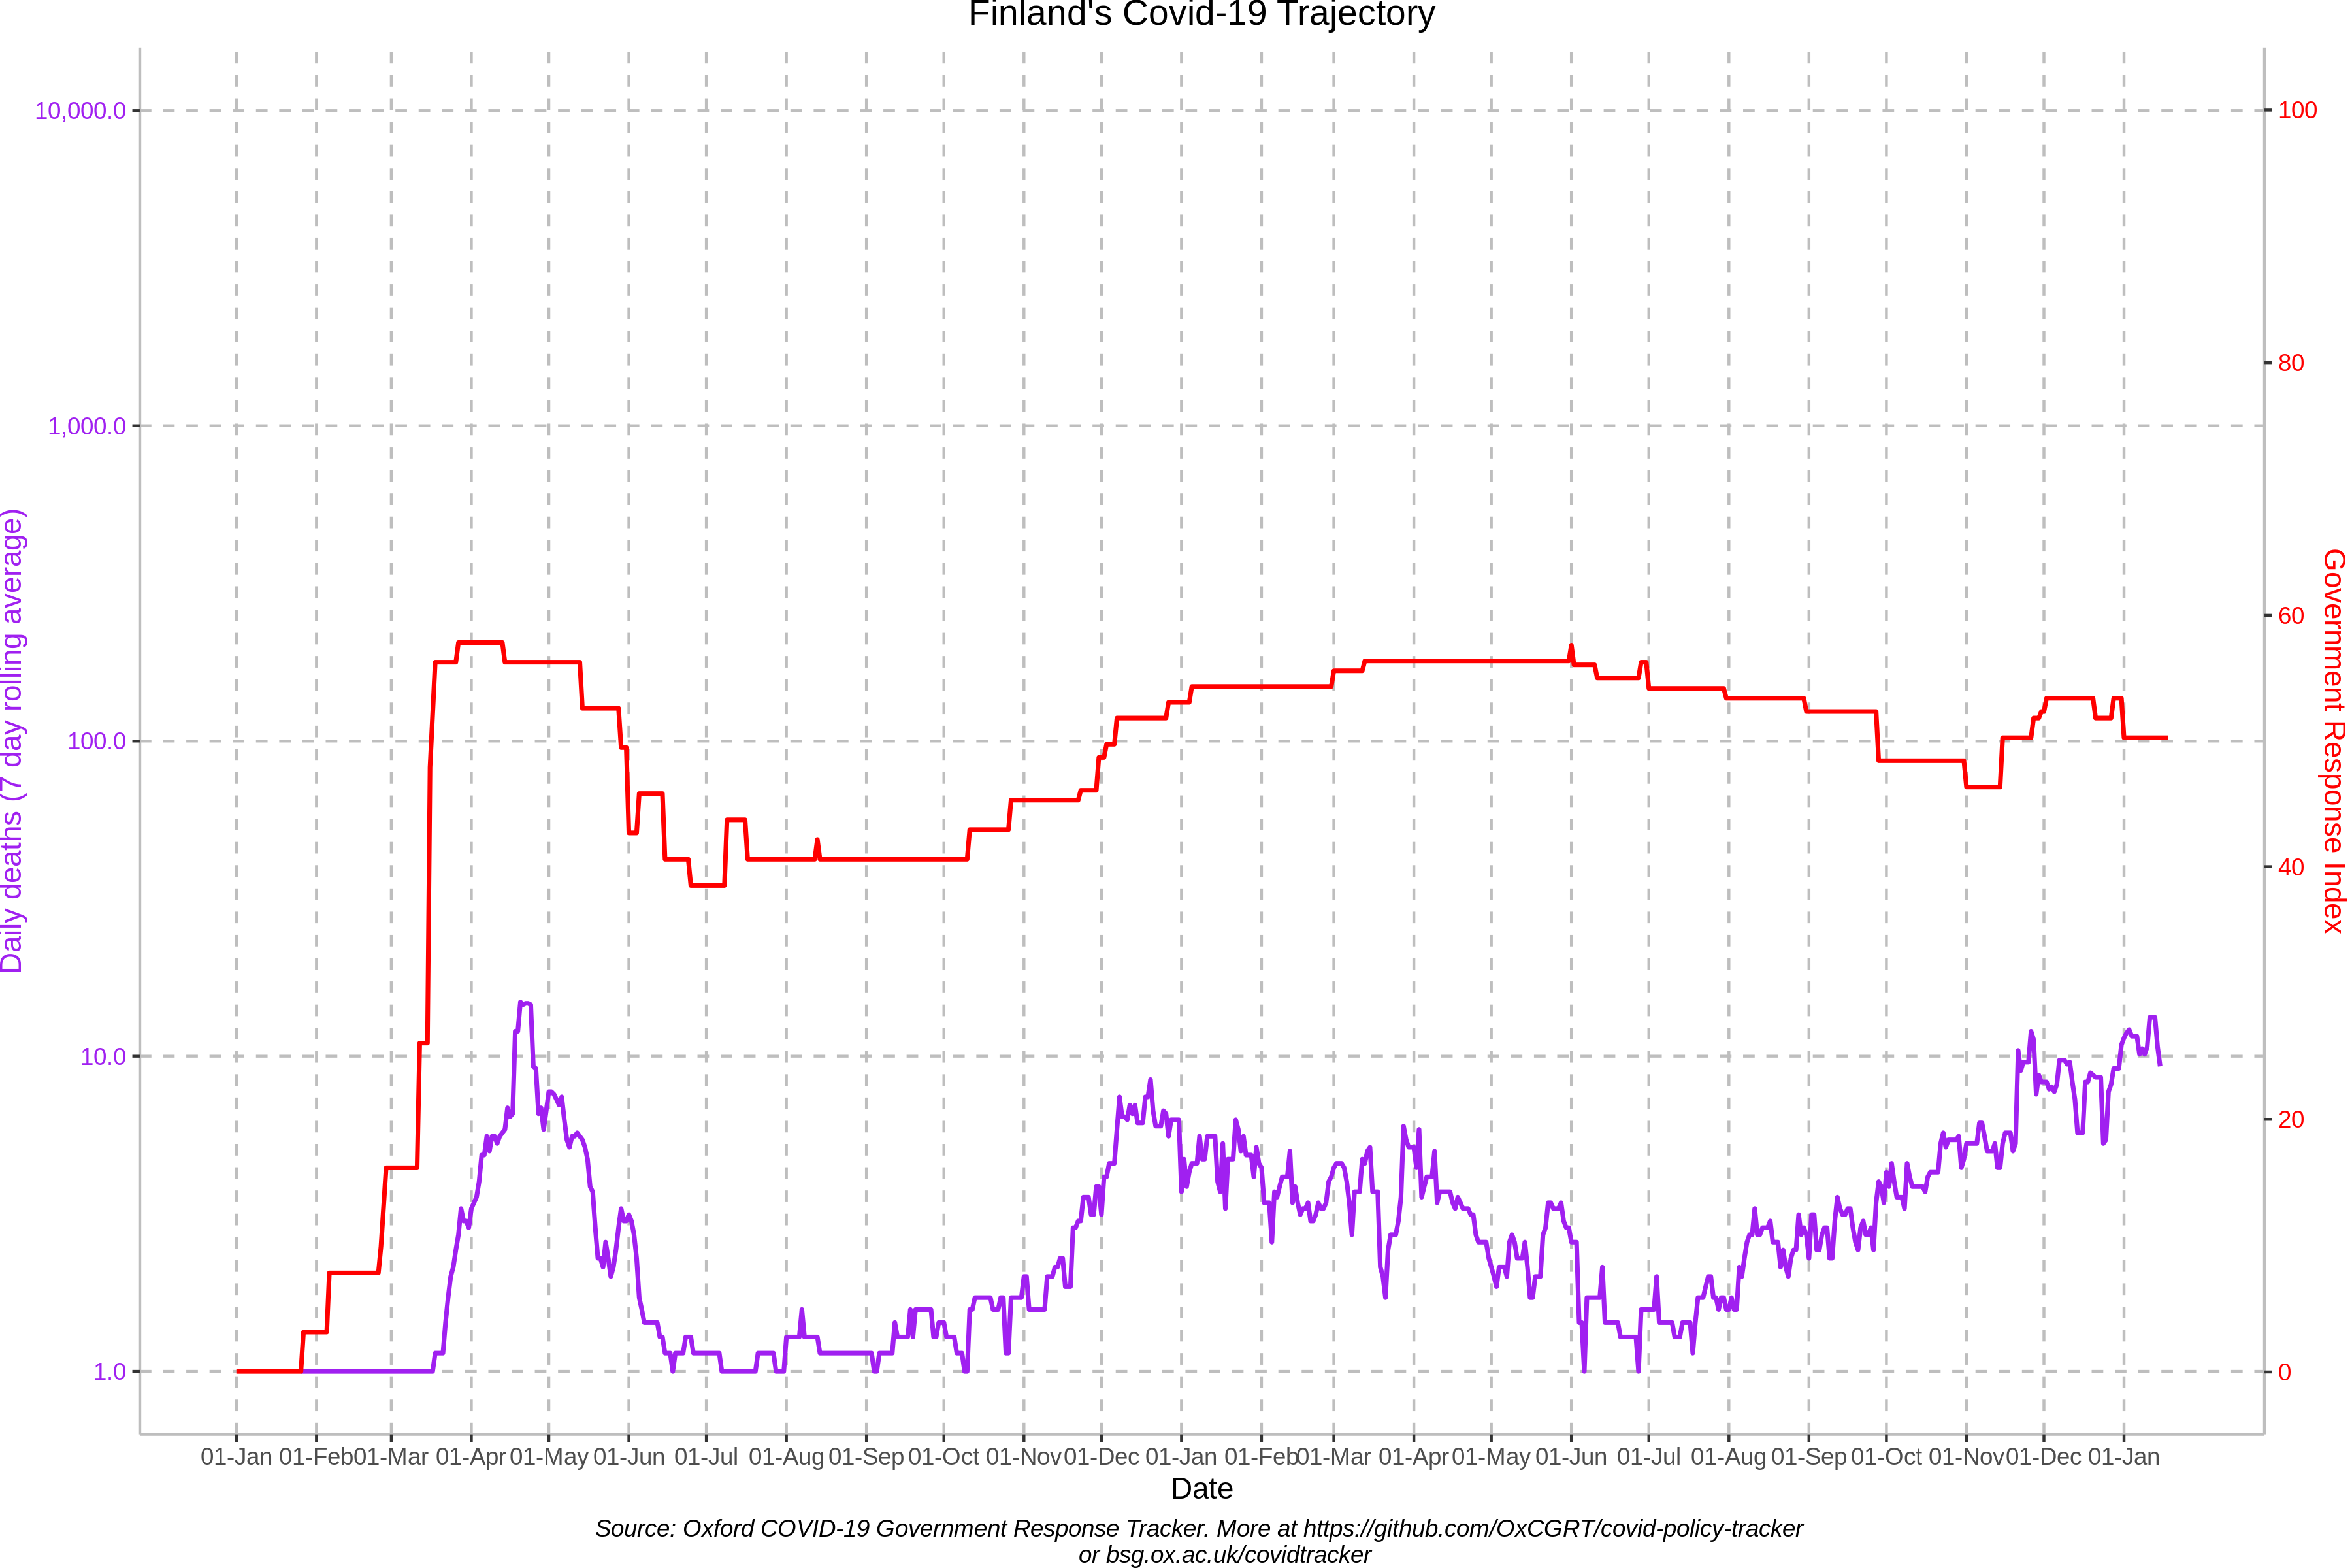 Finland's Covid-19 Trajectory
10,000.0
1,000.0
100.0
10.0
1.0
Daily deaths (7 day rolling average)
100
80
60
40
20
0
Government Response Index
01-Jan 01-Feb 01-Mar 01-Apr 01-May 01-Jun 01-Jul 01-Aug 01-Sep 01-Oct 01-Nov 01-Dec 01-Jan 01-Feb 01-Mar 01-Apr 01-May 01-Jun 01-Jul 01-Aug 01-Sep 01-Oct 01-Nov 01-Dec 01-Jan
Date
Source: Oxford COVID-19 Government Response Tracker. More at https://github.com/OxCGRT/covid-policy-tracker
or bsg.ox.ac.uk/covidtracker